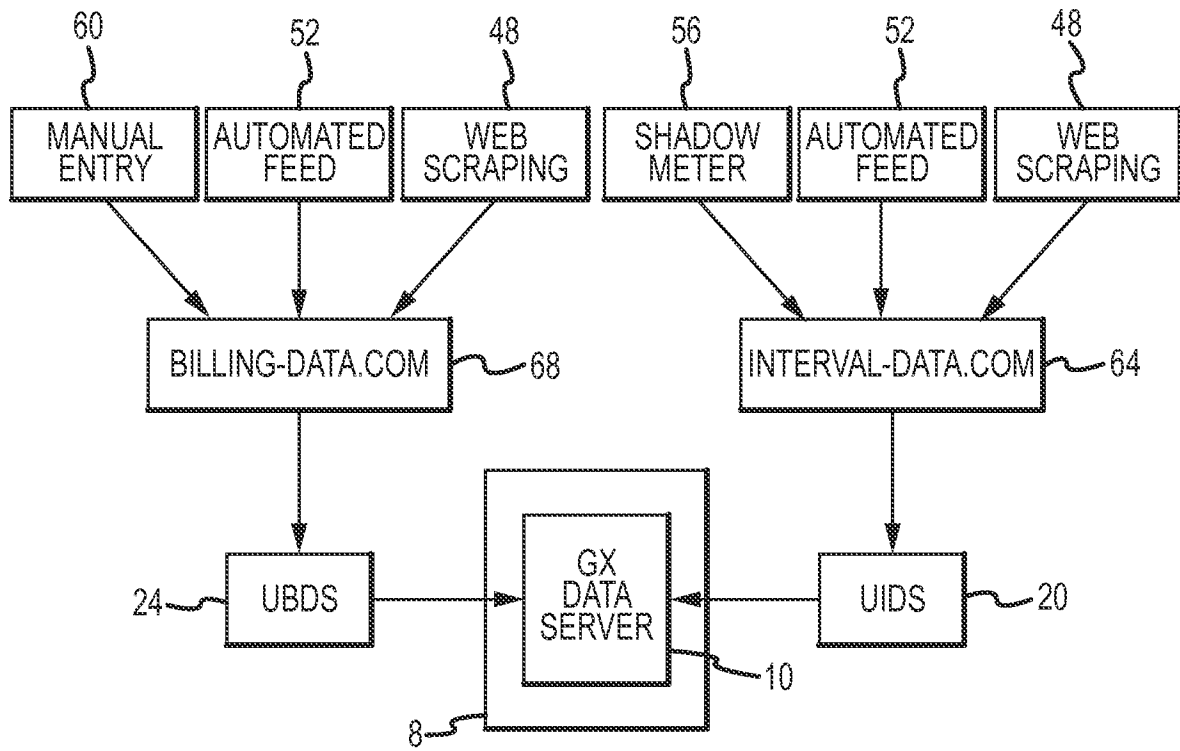 60
52
48
56
52
48
MANUAL
ENTRY
AUTOMATED
FEED
WEB
SCRAPING
SHADOW
METER
AUTOMATED
FEED
WEB
SCRAPING
BILLING-DATA.COM
68
INTERVAL-DATA.COM
64
24
UBDS
GX
DATA
SERVER
UIDS
20
10
8